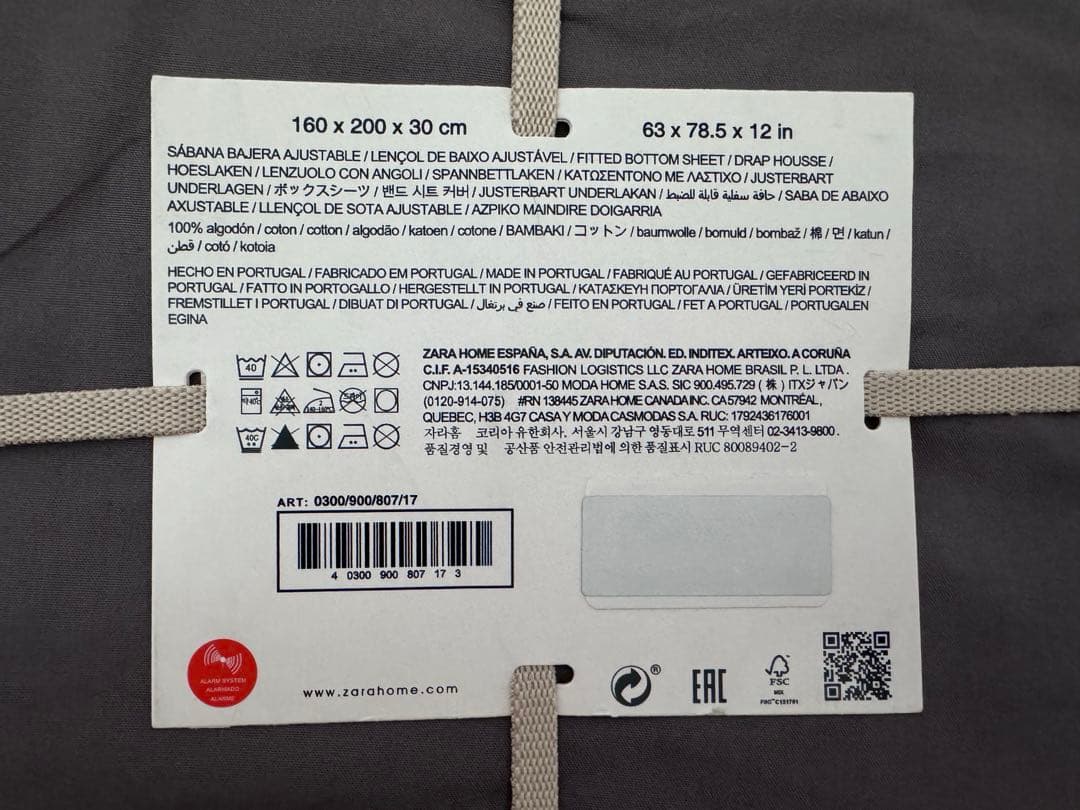 160 x 200 x 30 cm
63 x 78.5 x 12 in
SÁBANA BAJERA AJUSTABLE / LENÇOL DE BAIXO AJUSTÁVEL / FITTED BOTTOM SHEET / DRAP HOUSSE /
HOESLAKEN / LENZUOLO CON ANGOLI / SPANNBETTLAKEN / ΚΑΤΩΣΕΝΤΟΝΟ ΜΕ ΛΑΣΤΙΧΟ / JUSTERBART
UNDERLAGEN / ボックスシーツ / 밴드 시트 커버 / JUSTERBART UNDERLAKAN / حافة سفلية قابلة للضبط / SABA DE ABAIXO
AXUSTABLE / LLENÇOL DE SOTA AJUSTABLE / AZPIKO MAINDIRE DOIGARRIA
100% algodón / coton / cotton / algodão / katoen / cotone / BAMBAKI / コットン / baumwolle / bomuld / bombaž / 棉 / 면 / katun /
قطن / cotó / kotoia
HECHO EN PORTUGAL / FABRICADO EM PORTUGAL / MADE IN PORTUGAL / FABRIQUÉ AU PORTUGAL / GEFABRICEERD IN
PORTUGAL / FATTO IN PORTOGALLO / HERGESTELLT IN PORTUGAL / ΚΑΤΑΣΚΕΥΗ ΠΟΡΤΟΓΑΛΙΑ / ÜRETİM YERİ PORTEKİZ /
FREMSTILLET I PORTUGAL / DIBUAT DI PORTUGAL / صنع في برتغال / FEITO EN PORTUGAL / FET A PORTUGAL / PORTUGALEN
EGINA
40
ZARA HOME ESPAÑA, S.A. AV. DIPUTACIÓN. ED. INDITEX. ARTEIXO. A CORUÑA
C.I.F. A-15340516 FASHION LOGISTICS LLC ZARA HOME BRASIL P. L. LTDA .
CNPJ:13.144.185/0001-50 MODA HOME S.A.S. SIC 900.495.729 ( 株 ) ITXジャパン
(0120-914-075) #RN 138445 ZARA HOME CANADA INC. CA57942 MONTRÉAL,
QUEBEC, H3B 4G7 CASA Y MODA CASMODAS S.A. RUC: 1792436176001
40C
자라홈 코리아 유한회사. 서울시 강남구 영동대로 511 무역센터 02-3413-9800 .
품질경영 및 공산품 안전관리법에 의한 품질표시 RUC 80089402-2
ART: 0300/900/807/17
4 0300 900 807 17 3
ALARM SYSTEM
ALARMADO
ALARME
www.zarahome.com
®
EAC
FSC
MIX